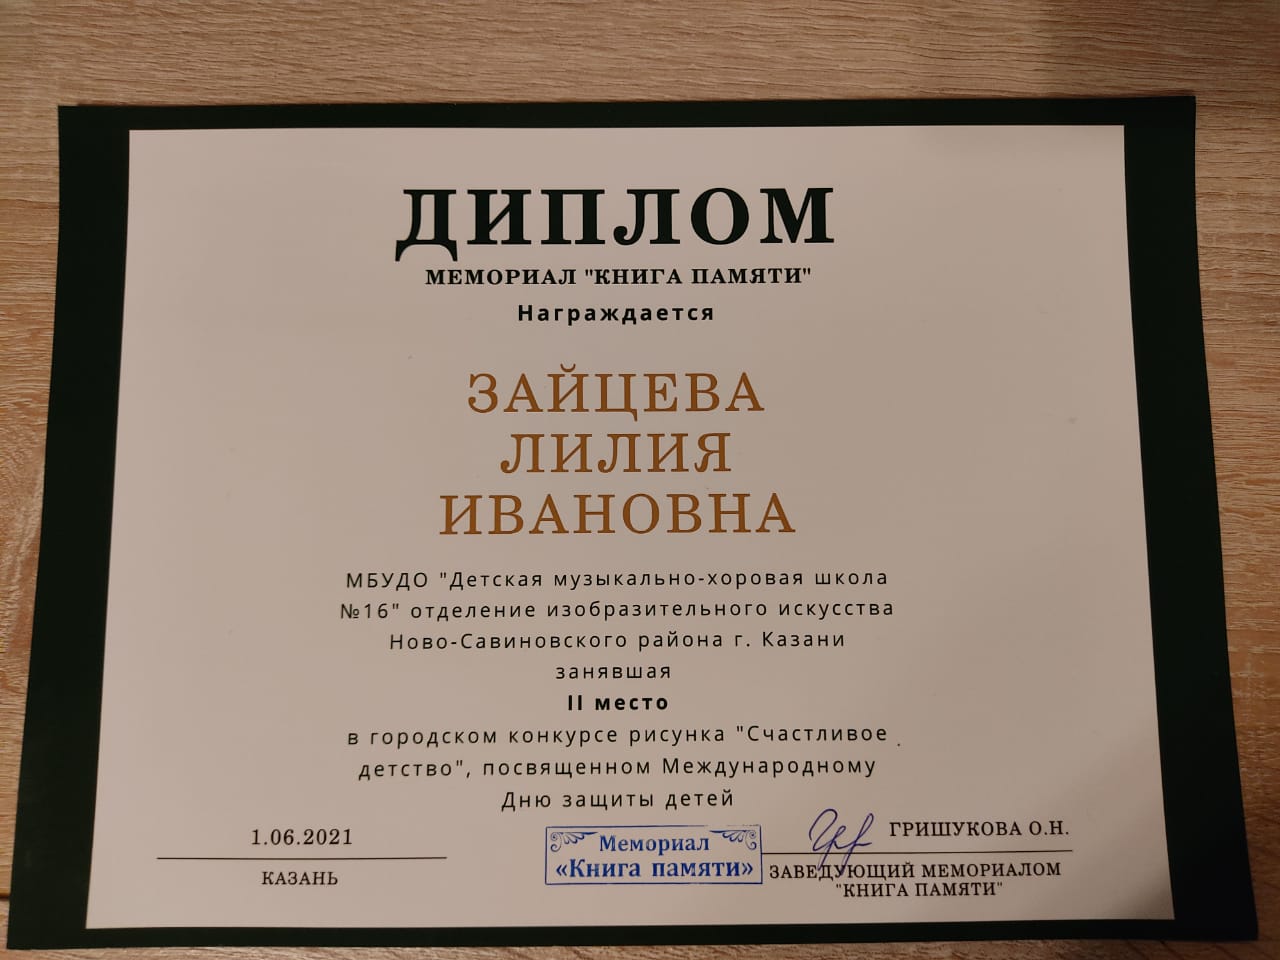 ДИПЛОМ
МЕМОРИАЛ "КНИГА ПАМЯТИ"
Награждается
ЗАЙЦЕВА
ЛИЛИЯ
ИВАНОВНА
МБУДО "Детская музыкально-хоровая школа
№16" отделение изобразительного искусства
Ново-Савиновского района г. Казани
занявшая
II место
в городском конкурсе рисунка "Счастливое
детство", посвященном Международному
Дню защиты детей
1.06.2021
КАЗАНЬ
Мемориал
«Книга памяти»
ГРИШУКОВА О.Н.
ЗАВЕДУЮЩИЙ МЕМОРИАЛОМ
"КНИГА ПАМЯТИ"